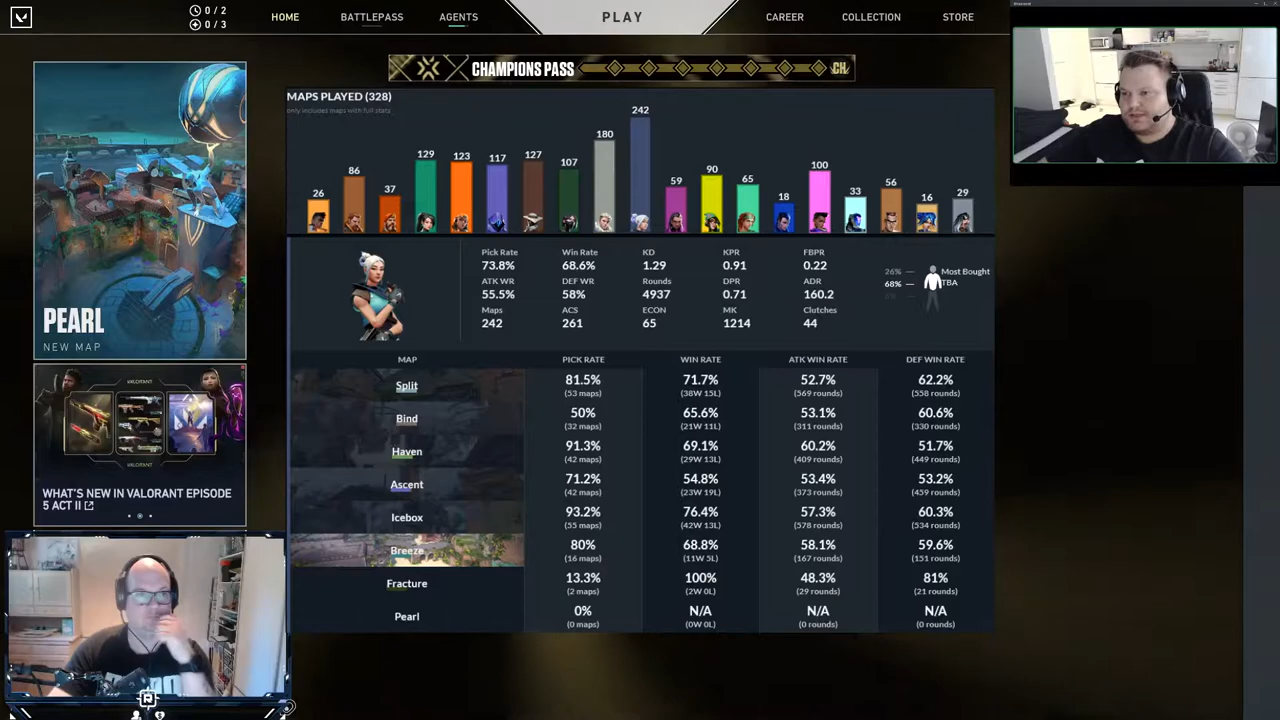 0 / 2
0 / 3
HOME
BATTLEPASS
AGENTS
PLAY
CAREER
COLLECTION
STORE
CHAMPIONS PASS
CH
MAPS PLAYED (328)
only includes maps with full stats
26
86
37
129
123
117
127
107
180
242
59
90
65
18
100
33
56
16
29
PEARL
NEW MAP
Pick Rate Win Rate KD KPR FBPR
73.8% 68.6% 1.29 0.91 0.22
ATK WR DEF WR Rounds DPR ADR
55.5% 58% 4937 0.71 160.2
Maps ACS ECON MK Clutches
242 261 65 1214 44
26% — Most Bought
68% — TBA
MAP PICK RATE WIN RATE ATK WIN RATE DEF WIN RATE
Split 81.5% 71.7% 52.7% 62.2%
(53 maps) (38W 15L) (569 rounds) (558 rounds)
Bind 50% 65.6% 53.1% 60.6%
(32 maps) (21W 11L) (311 rounds) (330 rounds)
Haven 91.3% 69.1% 60.2% 51.7%
(42 maps) (29W 13L) (409 rounds) (449 rounds)
Ascent 71.2% 54.8% 53.4% 53.2%
(42 maps) (23W 19L) (373 rounds) (459 rounds)
Icebox 93.2% 76.4% 57.3% 60.3%
(55 maps) (42W 13L) (578 rounds) (534 rounds)
Breeze 80% 68.8% 58.1% 59.6%
(16 maps) (11W 5L) (167 rounds) (151 rounds)
Fracture 13.3% 100% 48.3% 81%
(2 maps) (2W 0L) (29 rounds) (21 rounds)
Pearl 0% N/A N/A N/A
(0 maps) (0W 0L) (0 rounds) (0 rounds)
VALORANT
VALORANT
WHAT'S NEW IN VALORANT EPISODE
5 ACT II